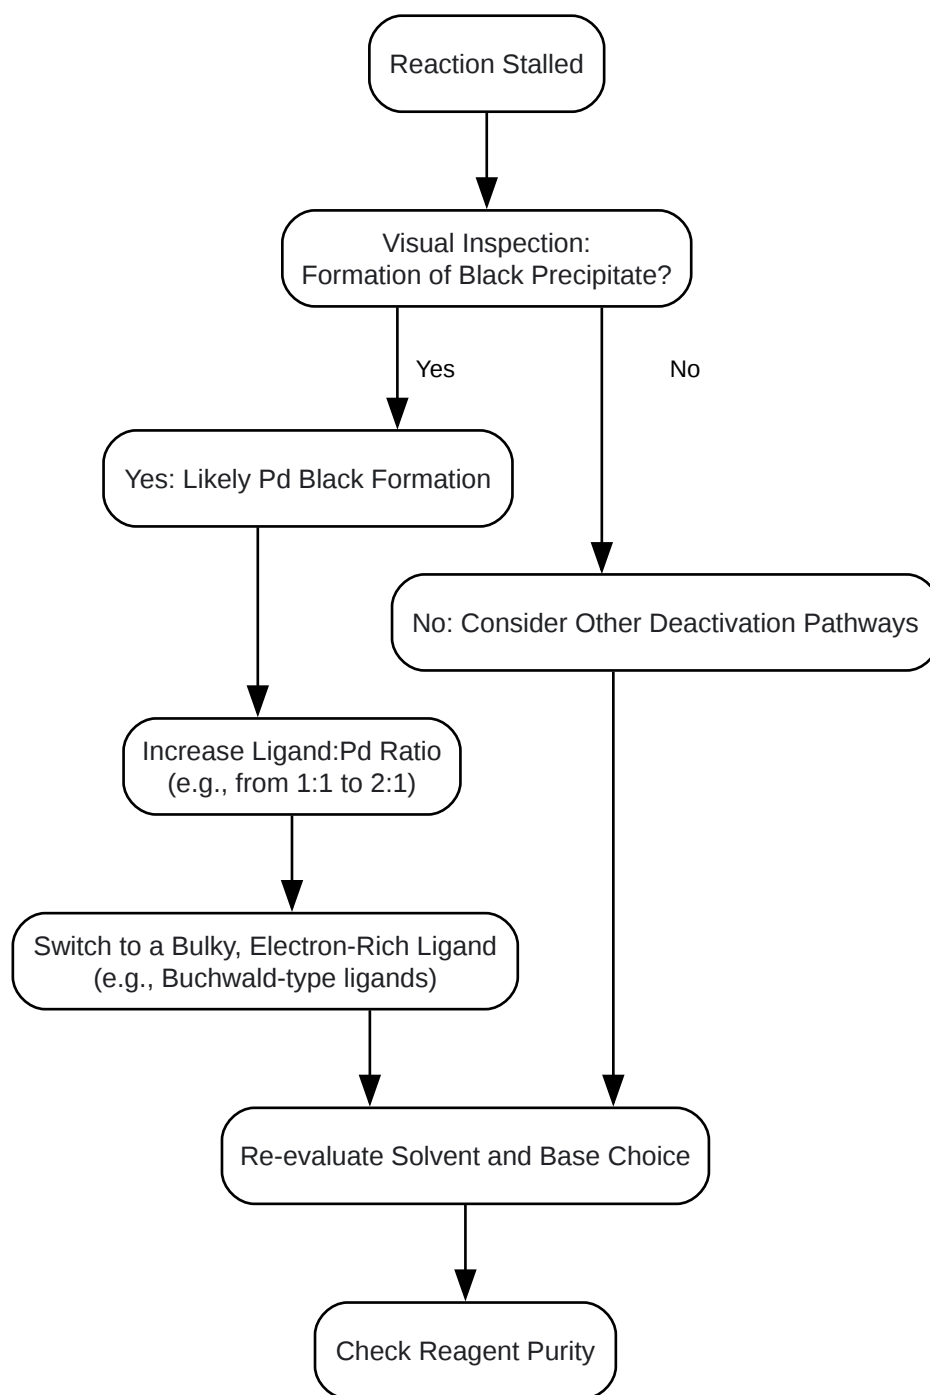 Reaction Stalled
Visual Inspection:
Formation of Black Precipitate?
Yes
No
Yes: Likely Pd Black Formation
No: Consider Other Deactivation Pathways
Increase Ligand:Pd Ratio
(e.g., from 1:1 to 2:1)
Switch to a Bulky, Electron-Rich Ligand
(e.g., Buchwald-type ligands)
Re-evaluate Solvent and Base Choice
Check Reagent Purity